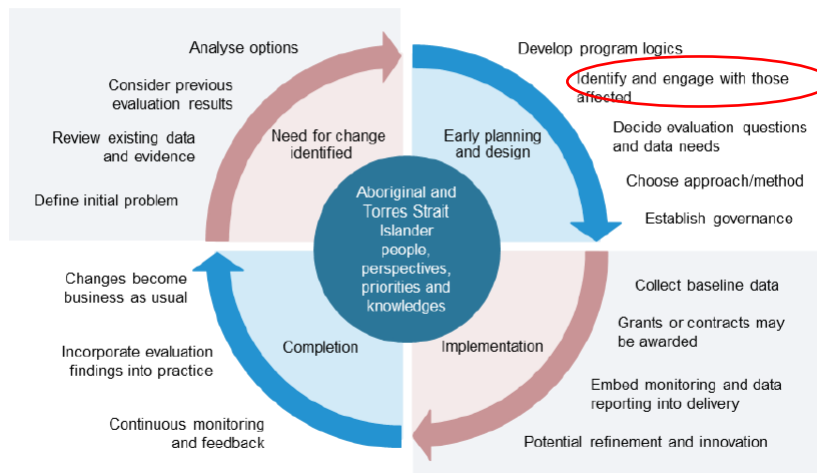 Analyse options
Consider previous
evaluation results
Review existing data
and evidence
Define initial problem
Need for change
identified
Develop program logics
Identify and engage with those
affected
Decide evaluation questions
and data needs
Choose approach/method
Establish governance
Early planning
and design
Aboriginal and
Torres Strait
Islander
people,
perspectives,
priorities and
knowledges
Changes become
business as usual
Incorporate evaluation
findings into practice
Continuous monitoring
and feedback
Completion
Implementation
Collect baseline data
Grants or contracts may
be awarded
Embed monitoring and data
reporting into delivery
Potential refinement and innovation